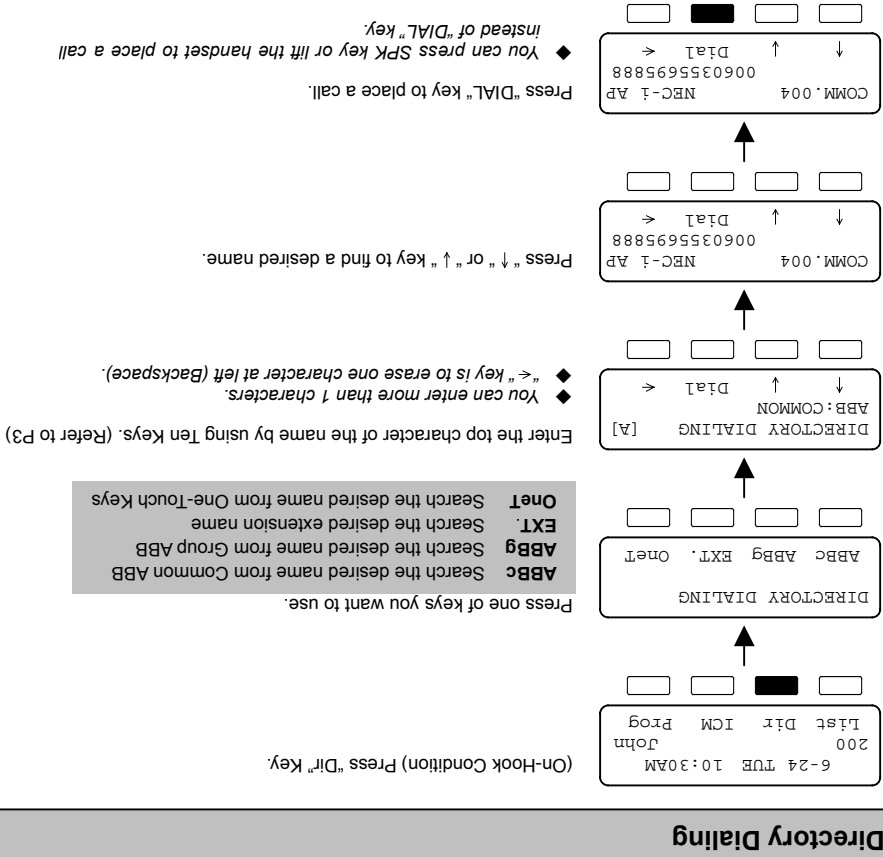 Directory Dialing
6-24 TUE 10:30AM
200 John
List Dir ICM Prog
(On-Hook Condition) Press "Dir" Key.
DIRECTORY DIALING
ABBc ABBg EXT. OneT
Press one of keys you want to use.
ABBc Search the desired name from Common ABB
ABBg Search the desired name from Group ABB
EXT. Search the desired extension name
OneT Search the desired name from One-Touch Keys
DIRECTORY DIALING [A]
ABB:COMMON
↑ ↓ Dial ←
Enter the top character of the name by using Ten Keys. (Refer to P3)
◆ You can enter more than 1 characters.
◆ "←" key is to erase one character at left (Backspace).
COMM.004 NEC-i AP
0060355695888
↑ ↓ Dial ←
Press "↑" or "↓" key to find a desired name.
COMM.004 NEC-i AP
0060355695888
↑ ↓ Dial ←
Press "DIAL" key to place a call.
◆ You can press SPK key or lift the handset to place a call
instead of "DIAL" key.